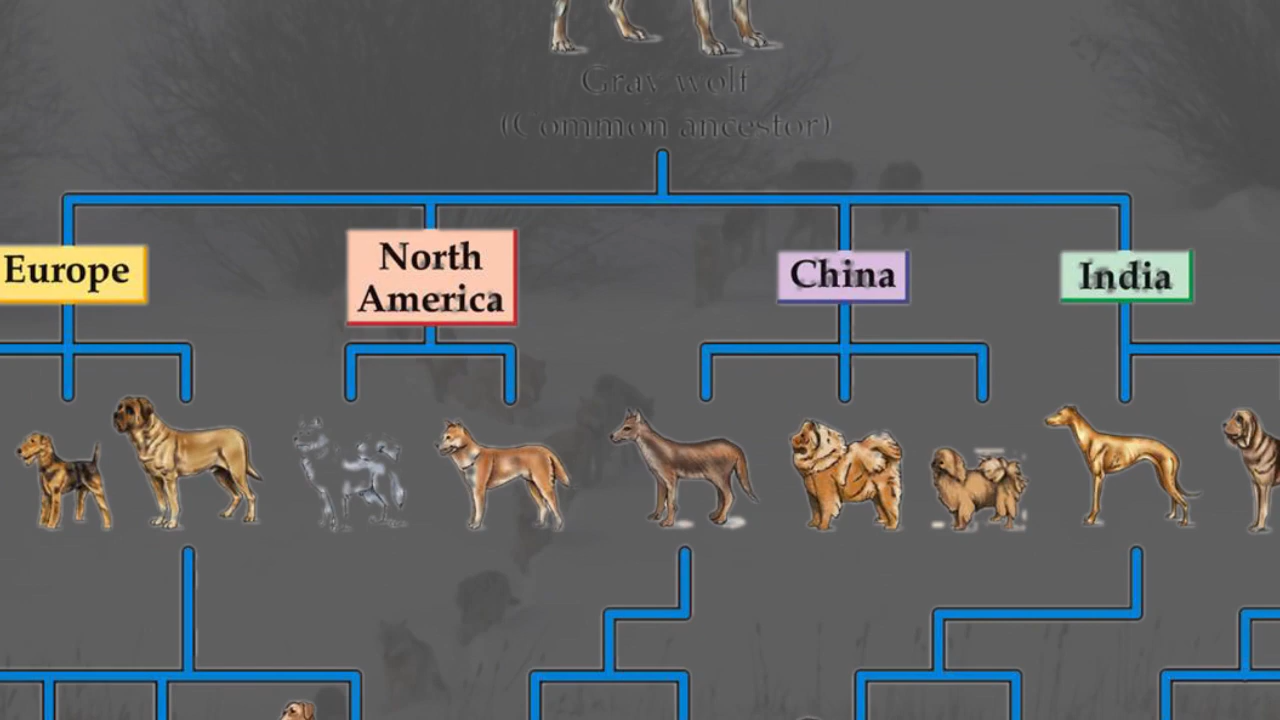 Gray wolf
(Common ancestor)
Europe
North
America
China
India